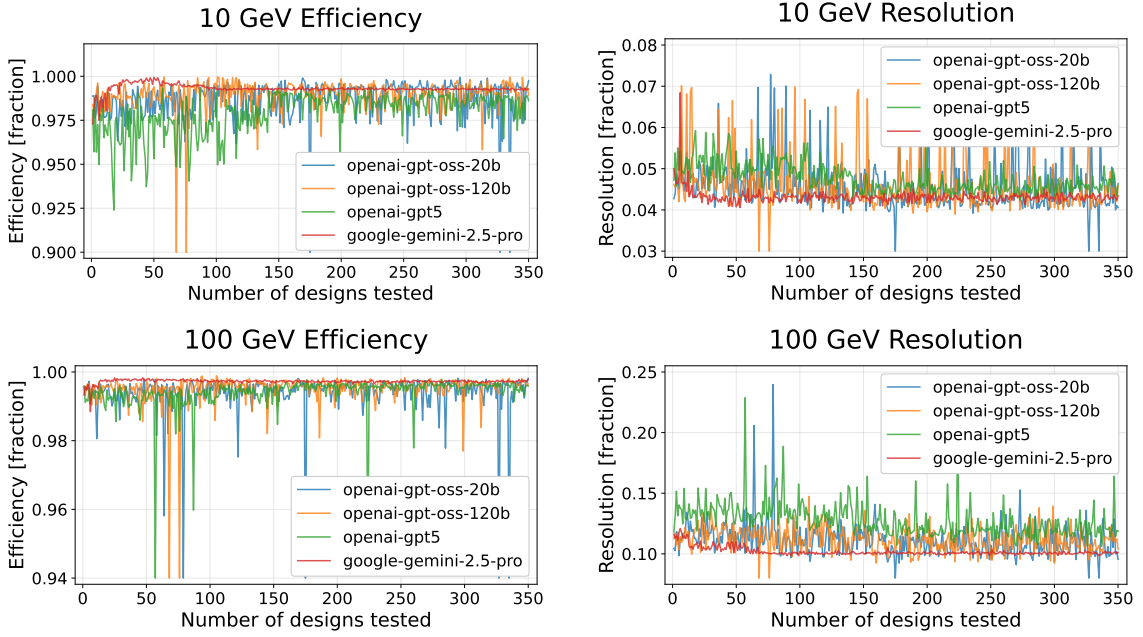 10 GeV Efficiency
Efficiency [fraction]
1.000
0.975
0.950
0.925
0.900
0
50
100
150
200
250
300
350
Number of designs tested
openai-gpt-oss-20b
openai-gpt-oss-120b
openai-gpt5
google-gemini-2.5-pro
10 GeV Resolution
Resolution [fraction]
0.08
0.07
0.06
0.05
0.04
0.03
0
50
100
150
200
250
300
350
Number of designs tested
openai-gpt-oss-20b
openai-gpt-oss-120b
openai-gpt5
google-gemini-2.5-pro
100 GeV Efficiency
Efficiency [fraction]
1.00
0.98
0.96
0.94
0
50
100
150
200
250
300
350
Number of designs tested
openai-gpt-oss-20b
openai-gpt-oss-120b
openai-gpt5
google-gemini-2.5-pro
100 GeV Resolution
Resolution [fraction]
0.25
0.20
0.15
0.10
0
50
100
150
200
250
300
350
Number of designs tested
openai-gpt-oss-20b
openai-gpt-oss-120b
openai-gpt5
google-gemini-2.5-pro